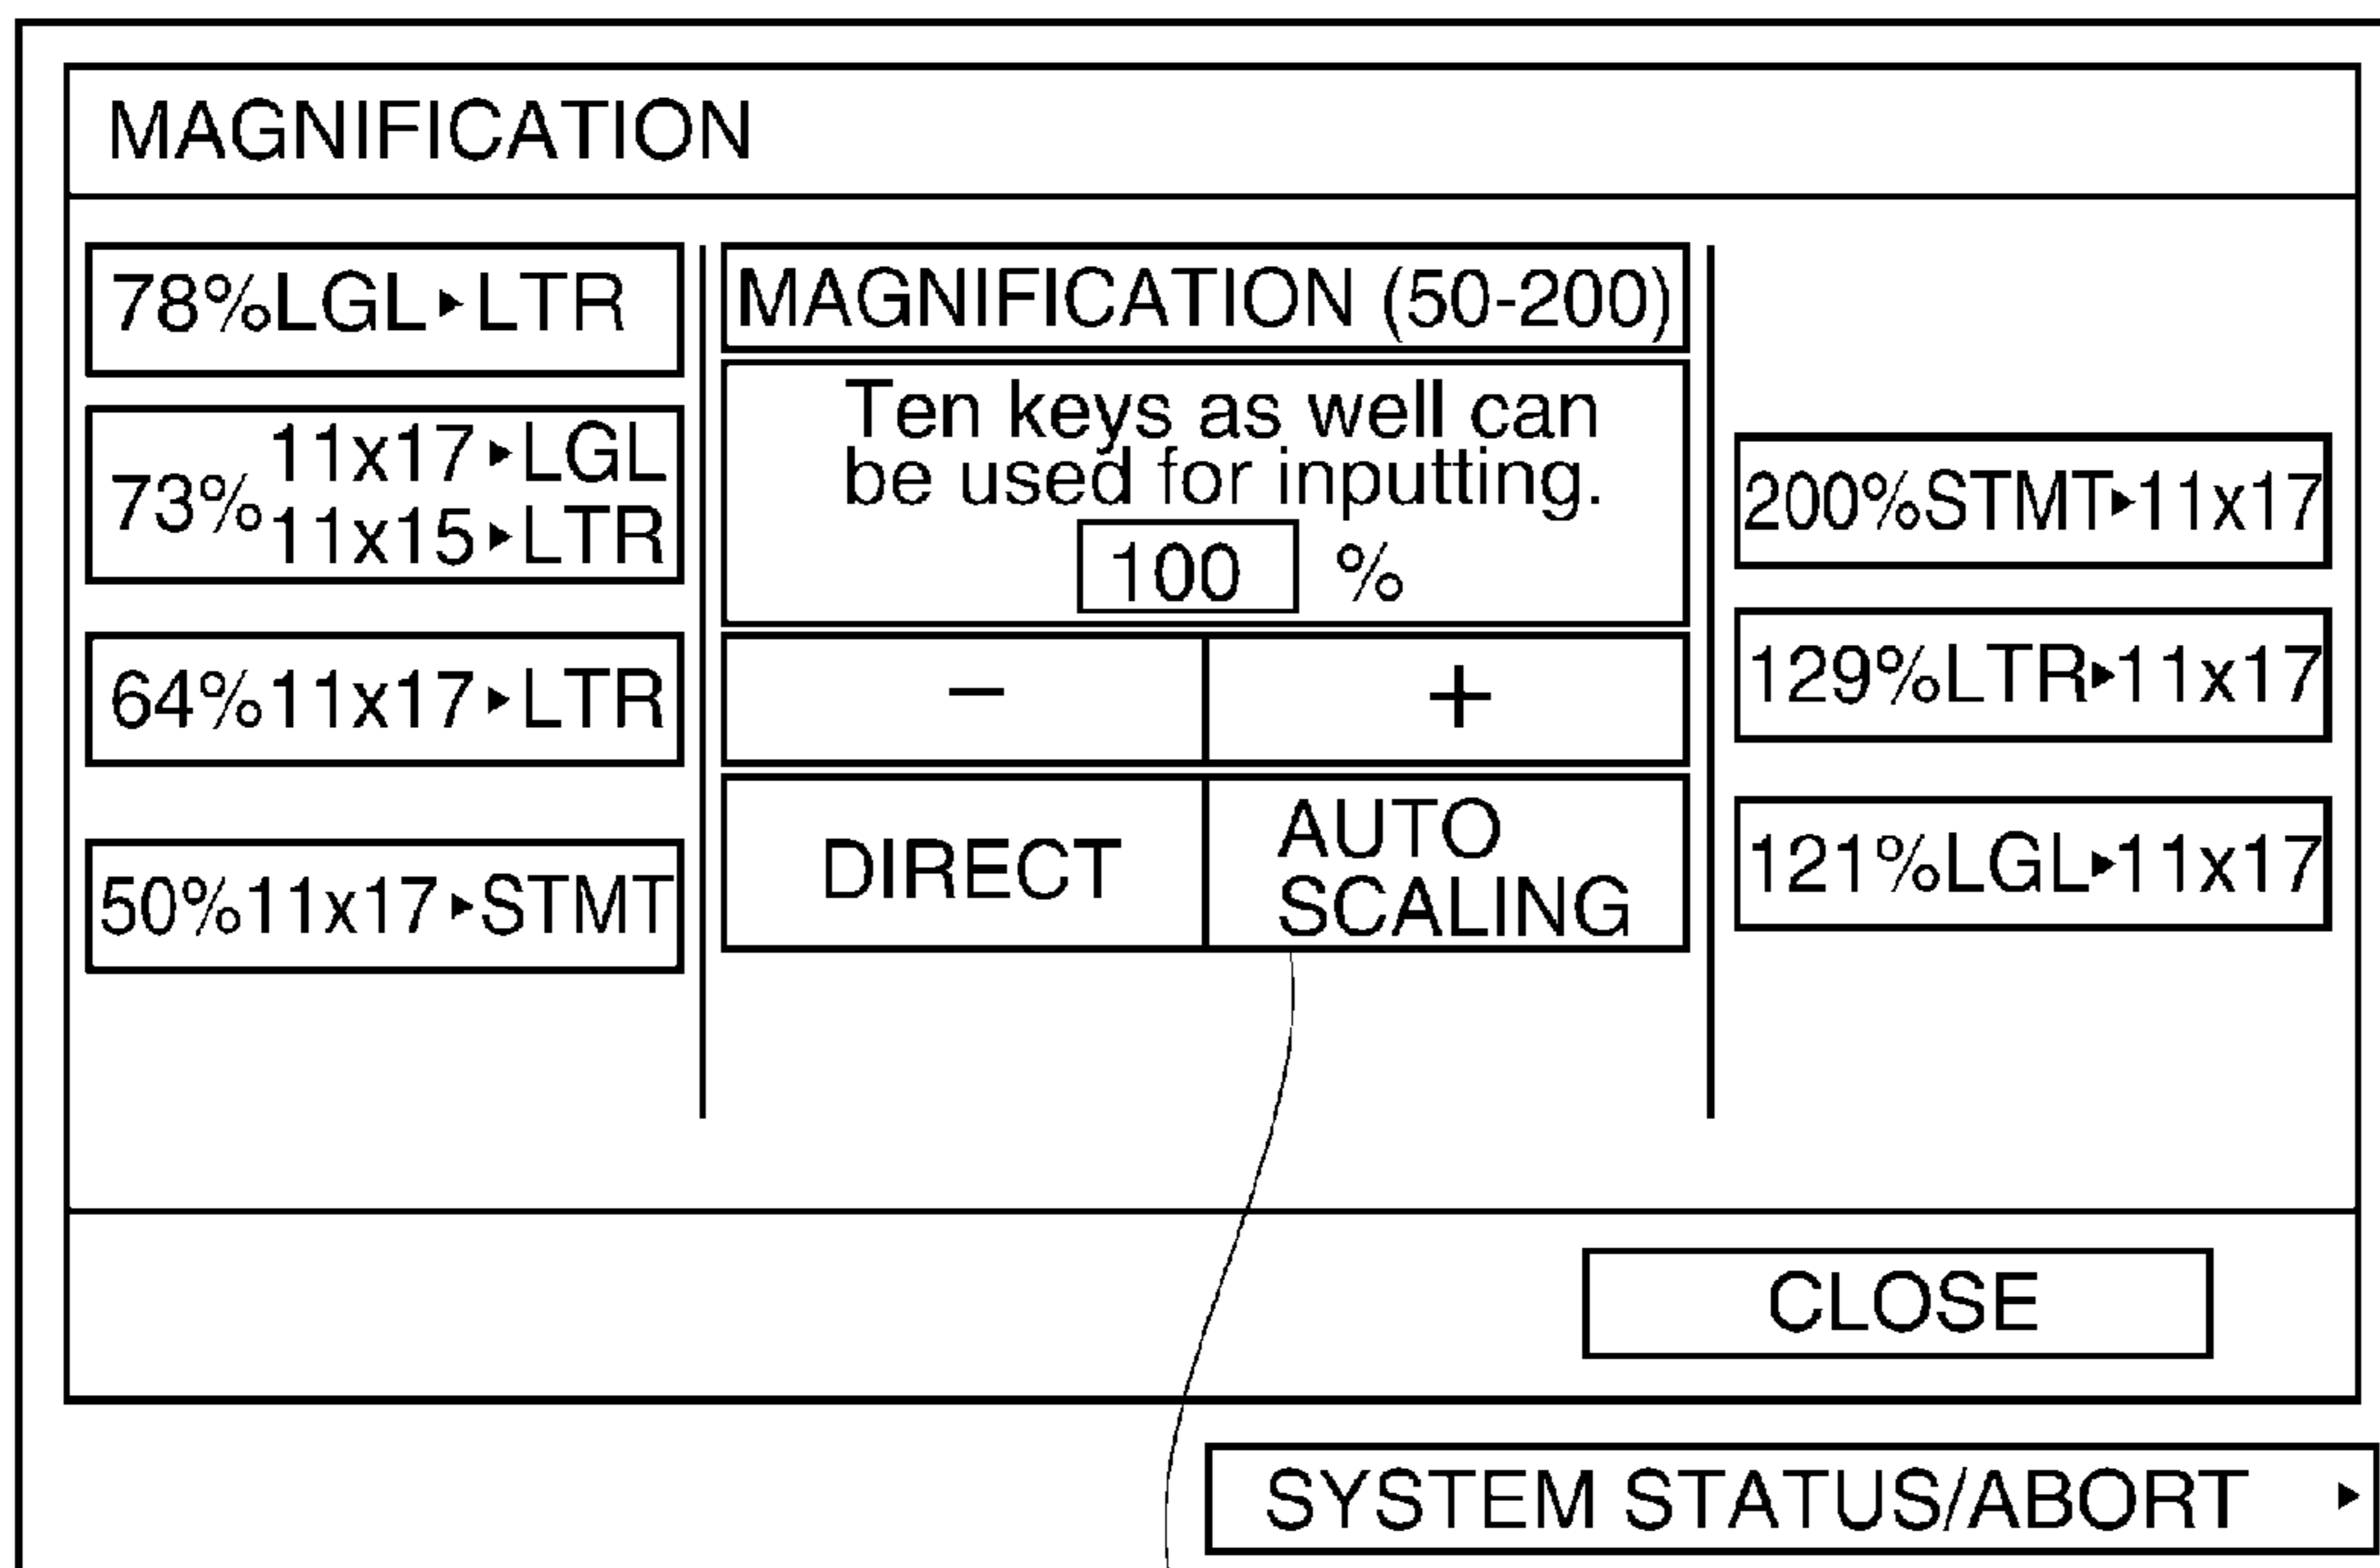 MAGNIFICATION
78%LGL▸LTR
73%
11x17▸LGL
11x15▸LTR
64%11x17▸LTR
50%11x17▸STMT
MAGNIFICATION (50-200)
Ten keys as well can
be used for inputting.
100 %
− +
DIRECT
AUTO
SCALING
200%STMT▸11x17
129%LTR▸11x17
121%LGL▸11x17
CLOSE
SYSTEM STATUS/ABORT ▸